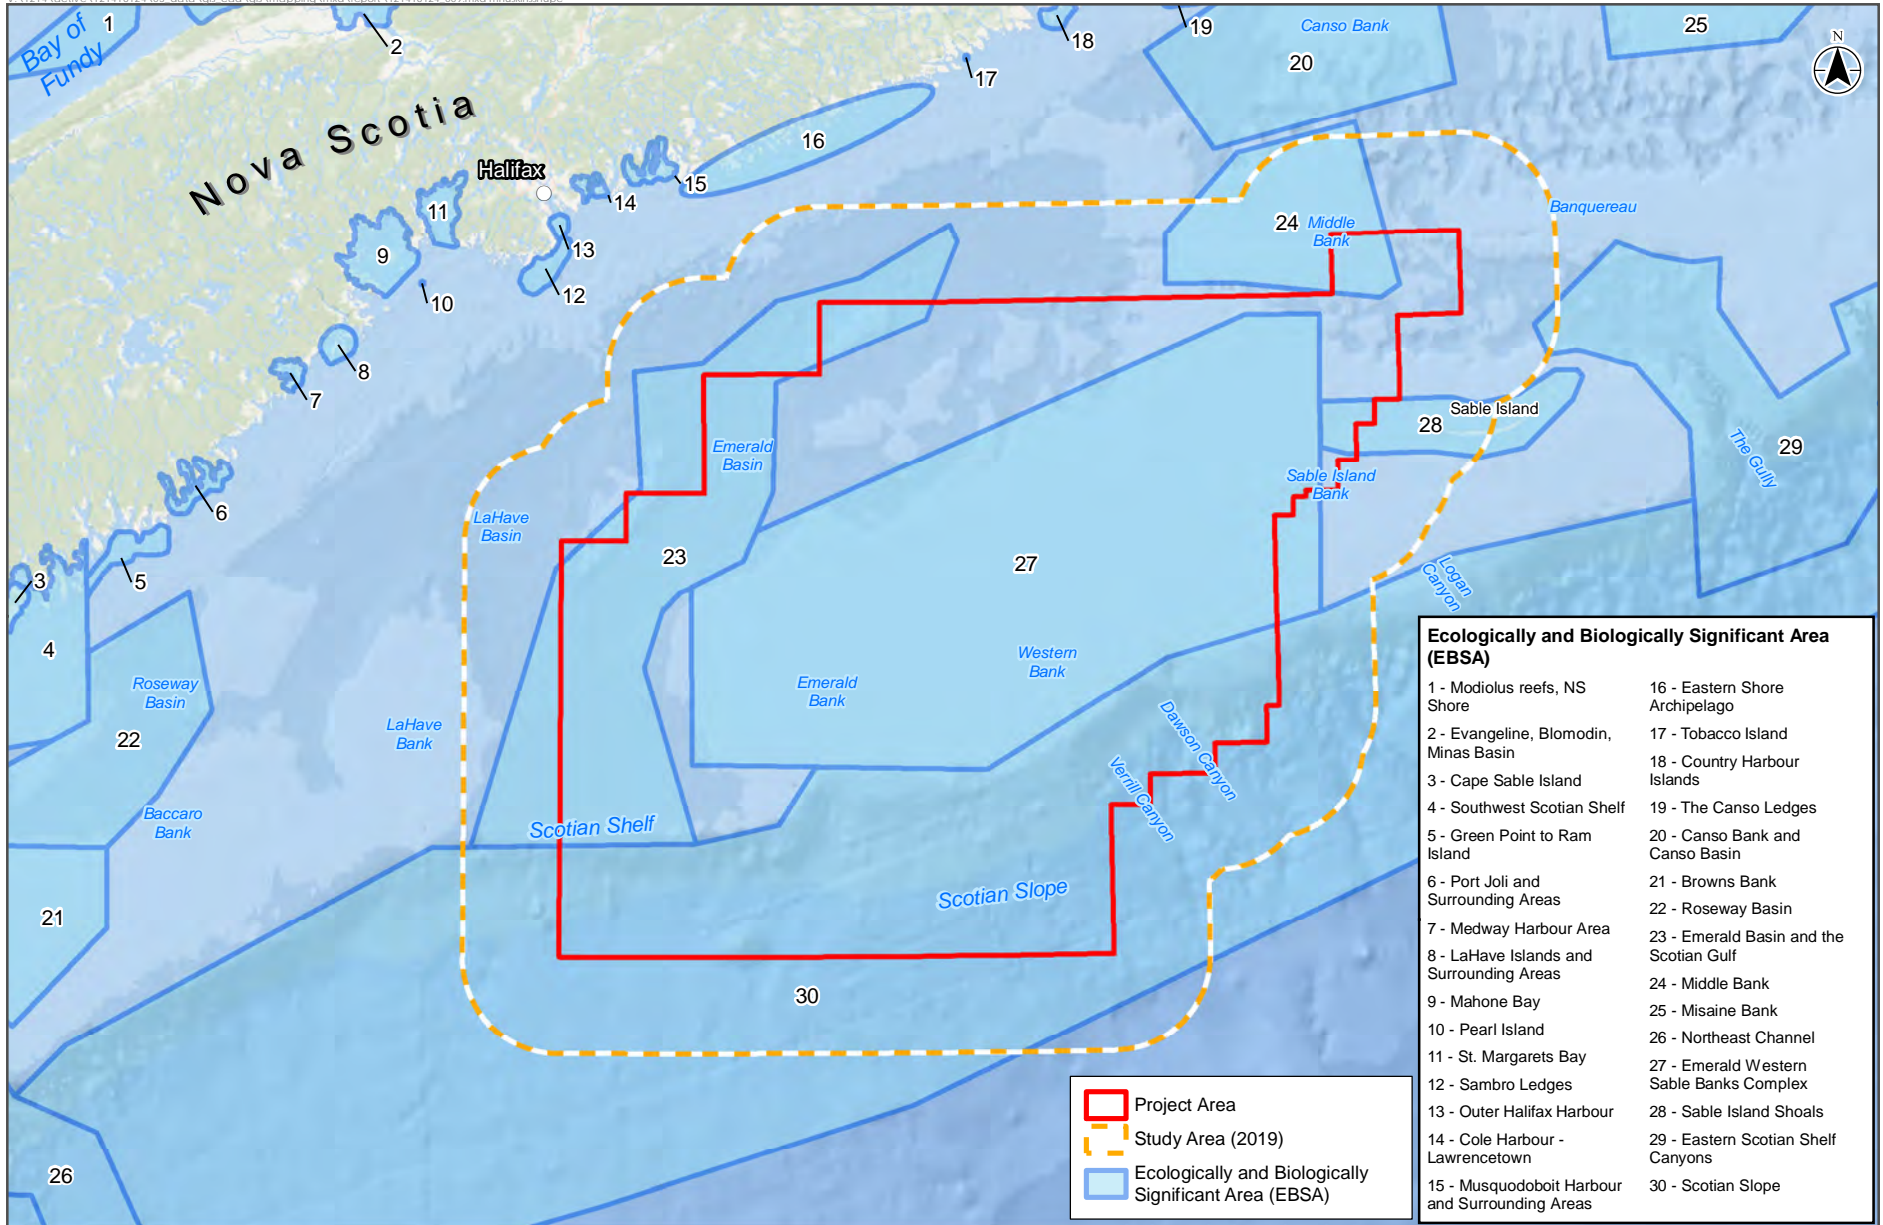 1
Bay of
Fundy
2
18
19
Canso Bank
20
25
N
17
Nova Scotia
16
Halifax
15
14
11
13
9
12
10
24
Middle
Bank
Banquereau
8
7
Emerald
Basin
Sable Island
28
29
The Gully
Sable Island
Bank
6
LaHave
Basin
23
27
3
5
Logan
Canyon
4
Western
Bank
Emerald
Bank
Roseway
Basin
22
LaHave
Bank
Dawson Canyon
Verrill Canyon
Baccaro
Bank
Scotian Shelf
Scotian Slope
21
30
26
Project Area
Study Area (2019)
Ecologically and Biologically
Significant Area (EBSA)
Ecologically and Biologically Significant Area
(EBSA)
1 - Modiolus reefs, NS
Shore
2 - Evangeline, Blomodin,
Minas Basin
3 - Cape Sable Island
4 - Southwest Scotian Shelf
5 - Green Point to Ram
Island
6 - Port Joli and
Surrounding Areas
7 - Medway Harbour Area
8 - LaHave Islands and
Surrounding Areas
9 - Mahone Bay
10 - Pearl Island
11 - St. Margarets Bay
12 - Sambro Ledges
13 - Outer Halifax Harbour
14 - Cole Harbour -
Lawrencetown
15 - Musquodoboit Harbour
and Surrounding Areas
16 - Eastern Shore
Archipelago
17 - Tobacco Island
18 - Country Harbour
Islands
19 - The Canso Ledges
20 - Canso Bank and
Canso Basin
21 - Browns Bank
22 - Roseway Basin
23 - Emerald Basin and the
Scotian Gulf
24 - Middle Bank
25 - Misaine Bank
26 - Northeast Channel
27 - Emerald Western
Sable Banks Complex
28 - Sable Island Shoals
29 - Eastern Scotian Shelf
Canyons
30 - Scotian Slope